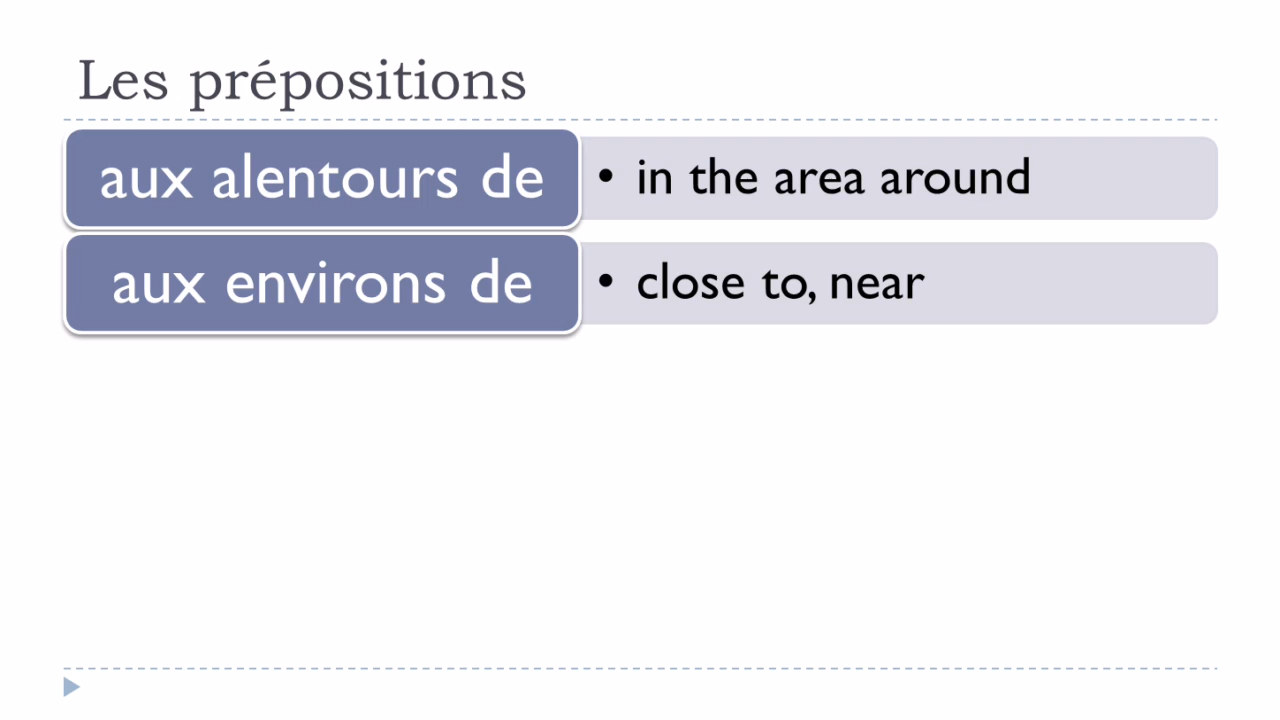 Les prépositions
aux alentours de
• in the area around
aux environs de
• close to, near